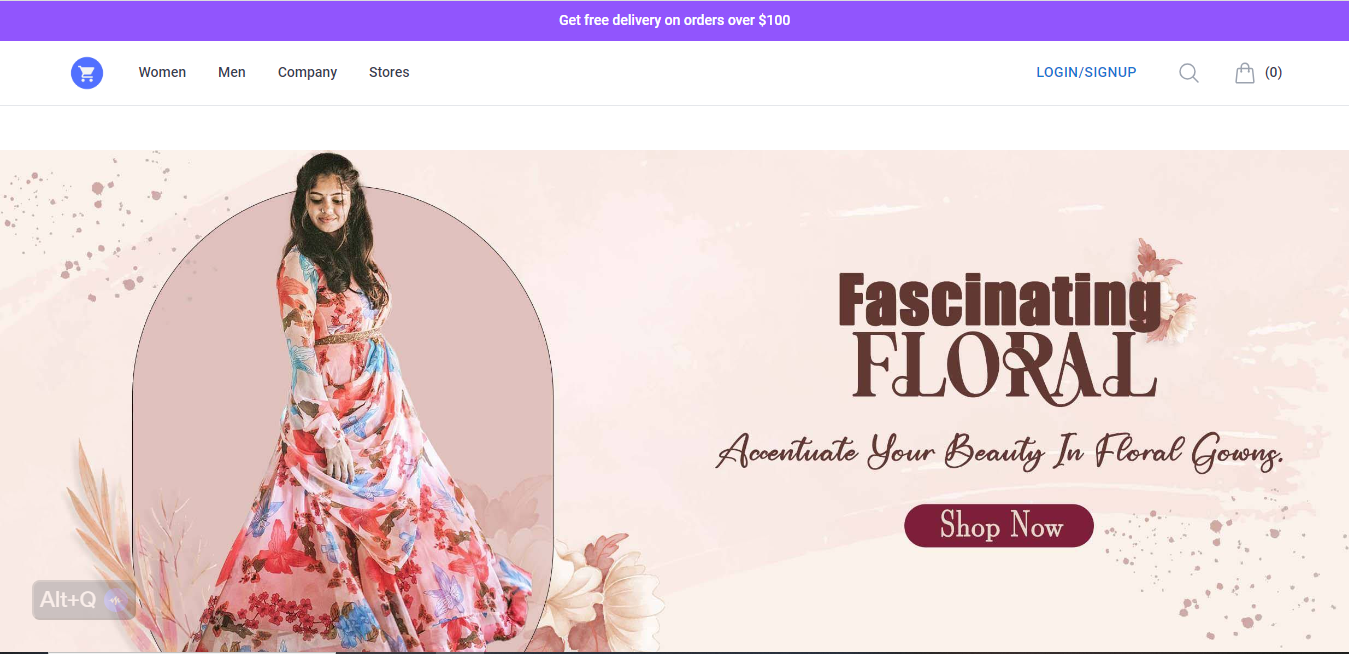 Get free delivery on orders over $100
Women Men Company Stores LOGIN/SIGNUP (0)
Fascinating
FLORAL
Accentuate Your Beauty In Floral Gowns.
Shop Now
Alt+Q